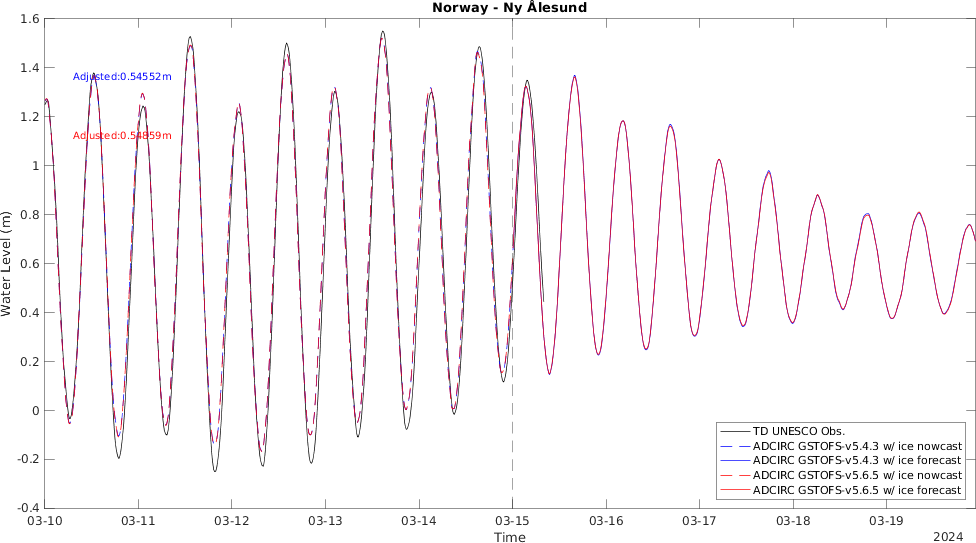 Norway - Ny Ålesund
1.6
1.4
1.2
1
0.8
0.6
0.4
0.2
0
-0.2
-0.4
Water Level (m)
Adjusted:0.54552m
Adjusted:0.54859m
TD UNESCO Obs.
ADCIRC GSTOFS-v5.4.3 w/ ice nowcast
ADCIRC GSTOFS-v5.4.3 w/ ice forecast
ADCIRC GSTOFS-v5.6.5 w/ ice nowcast
ADCIRC GSTOFS-v5.6.5 w/ ice forecast
03-10 03-11 03-12 03-13 03-14 03-15 03-16 03-17 03-18 03-19
Time
2024